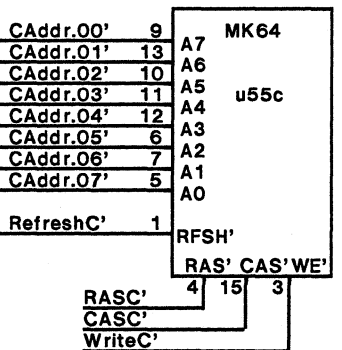 MK64
CAddr.00' 9 A7
CAddr.01' 13 A6
CAddr.02' 10 A5
u55c
CAddr.03' 11 A4
CAddr.04' 12 A3
CAddr.05' 6 A2
CAddr.06' 7 A1
CAddr.07' 5 A0
RefreshC' 1 RFSH'
RAS' CAS' WE'
4 15 3
RASC'
CASC'
WriteC'